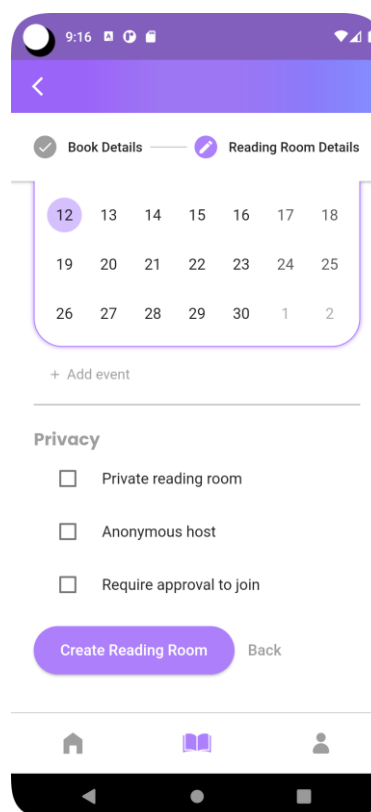 9:16
Book Details
Reading Room Details
12 13 14 15 16 17 18
19 20 21 22 23 24 25
26 27 28 29 30 1 2
+ Add event
Privacy
Private reading room
Anonymous host
Require approval to join
Create Reading Room
Back